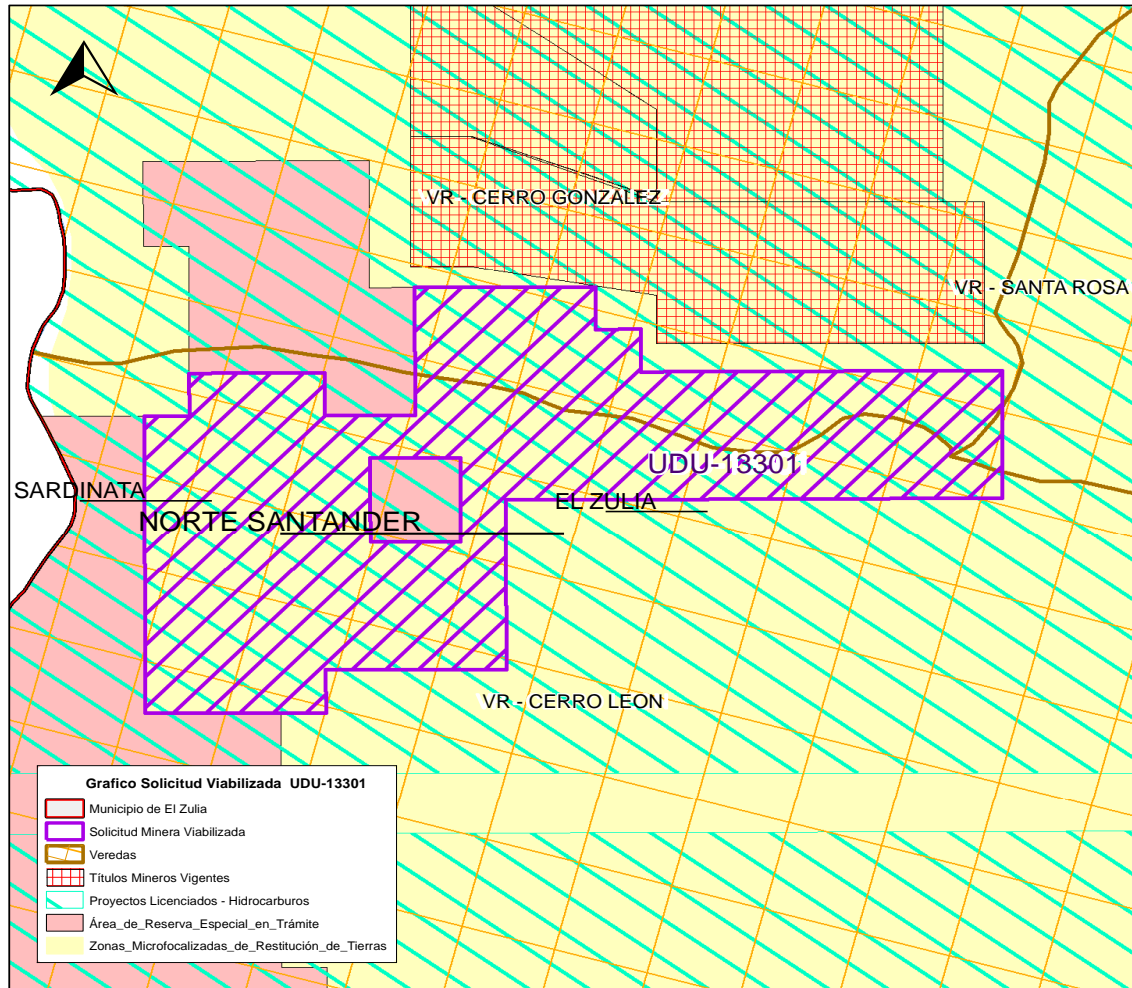 VR - CERRO GONZALEZ
VR - SANTA ROSA
UDU-13301
SARDINATA
EL ZULIA
NORTE SANTANDER
VR - CERRO LEON
Grafico Solicitud Viabilizada UDU-13301
Municipio de El Zulia
Solicitud Minera Viabilizada
Veredas
Títulos Mineros Vigentes
Proyectos Licenciados - Hidrocarburos
Área_de_Reserva_Especial_en_Trámite
Zonas_Microfocalizadas_de_Restitución_de_Tierras